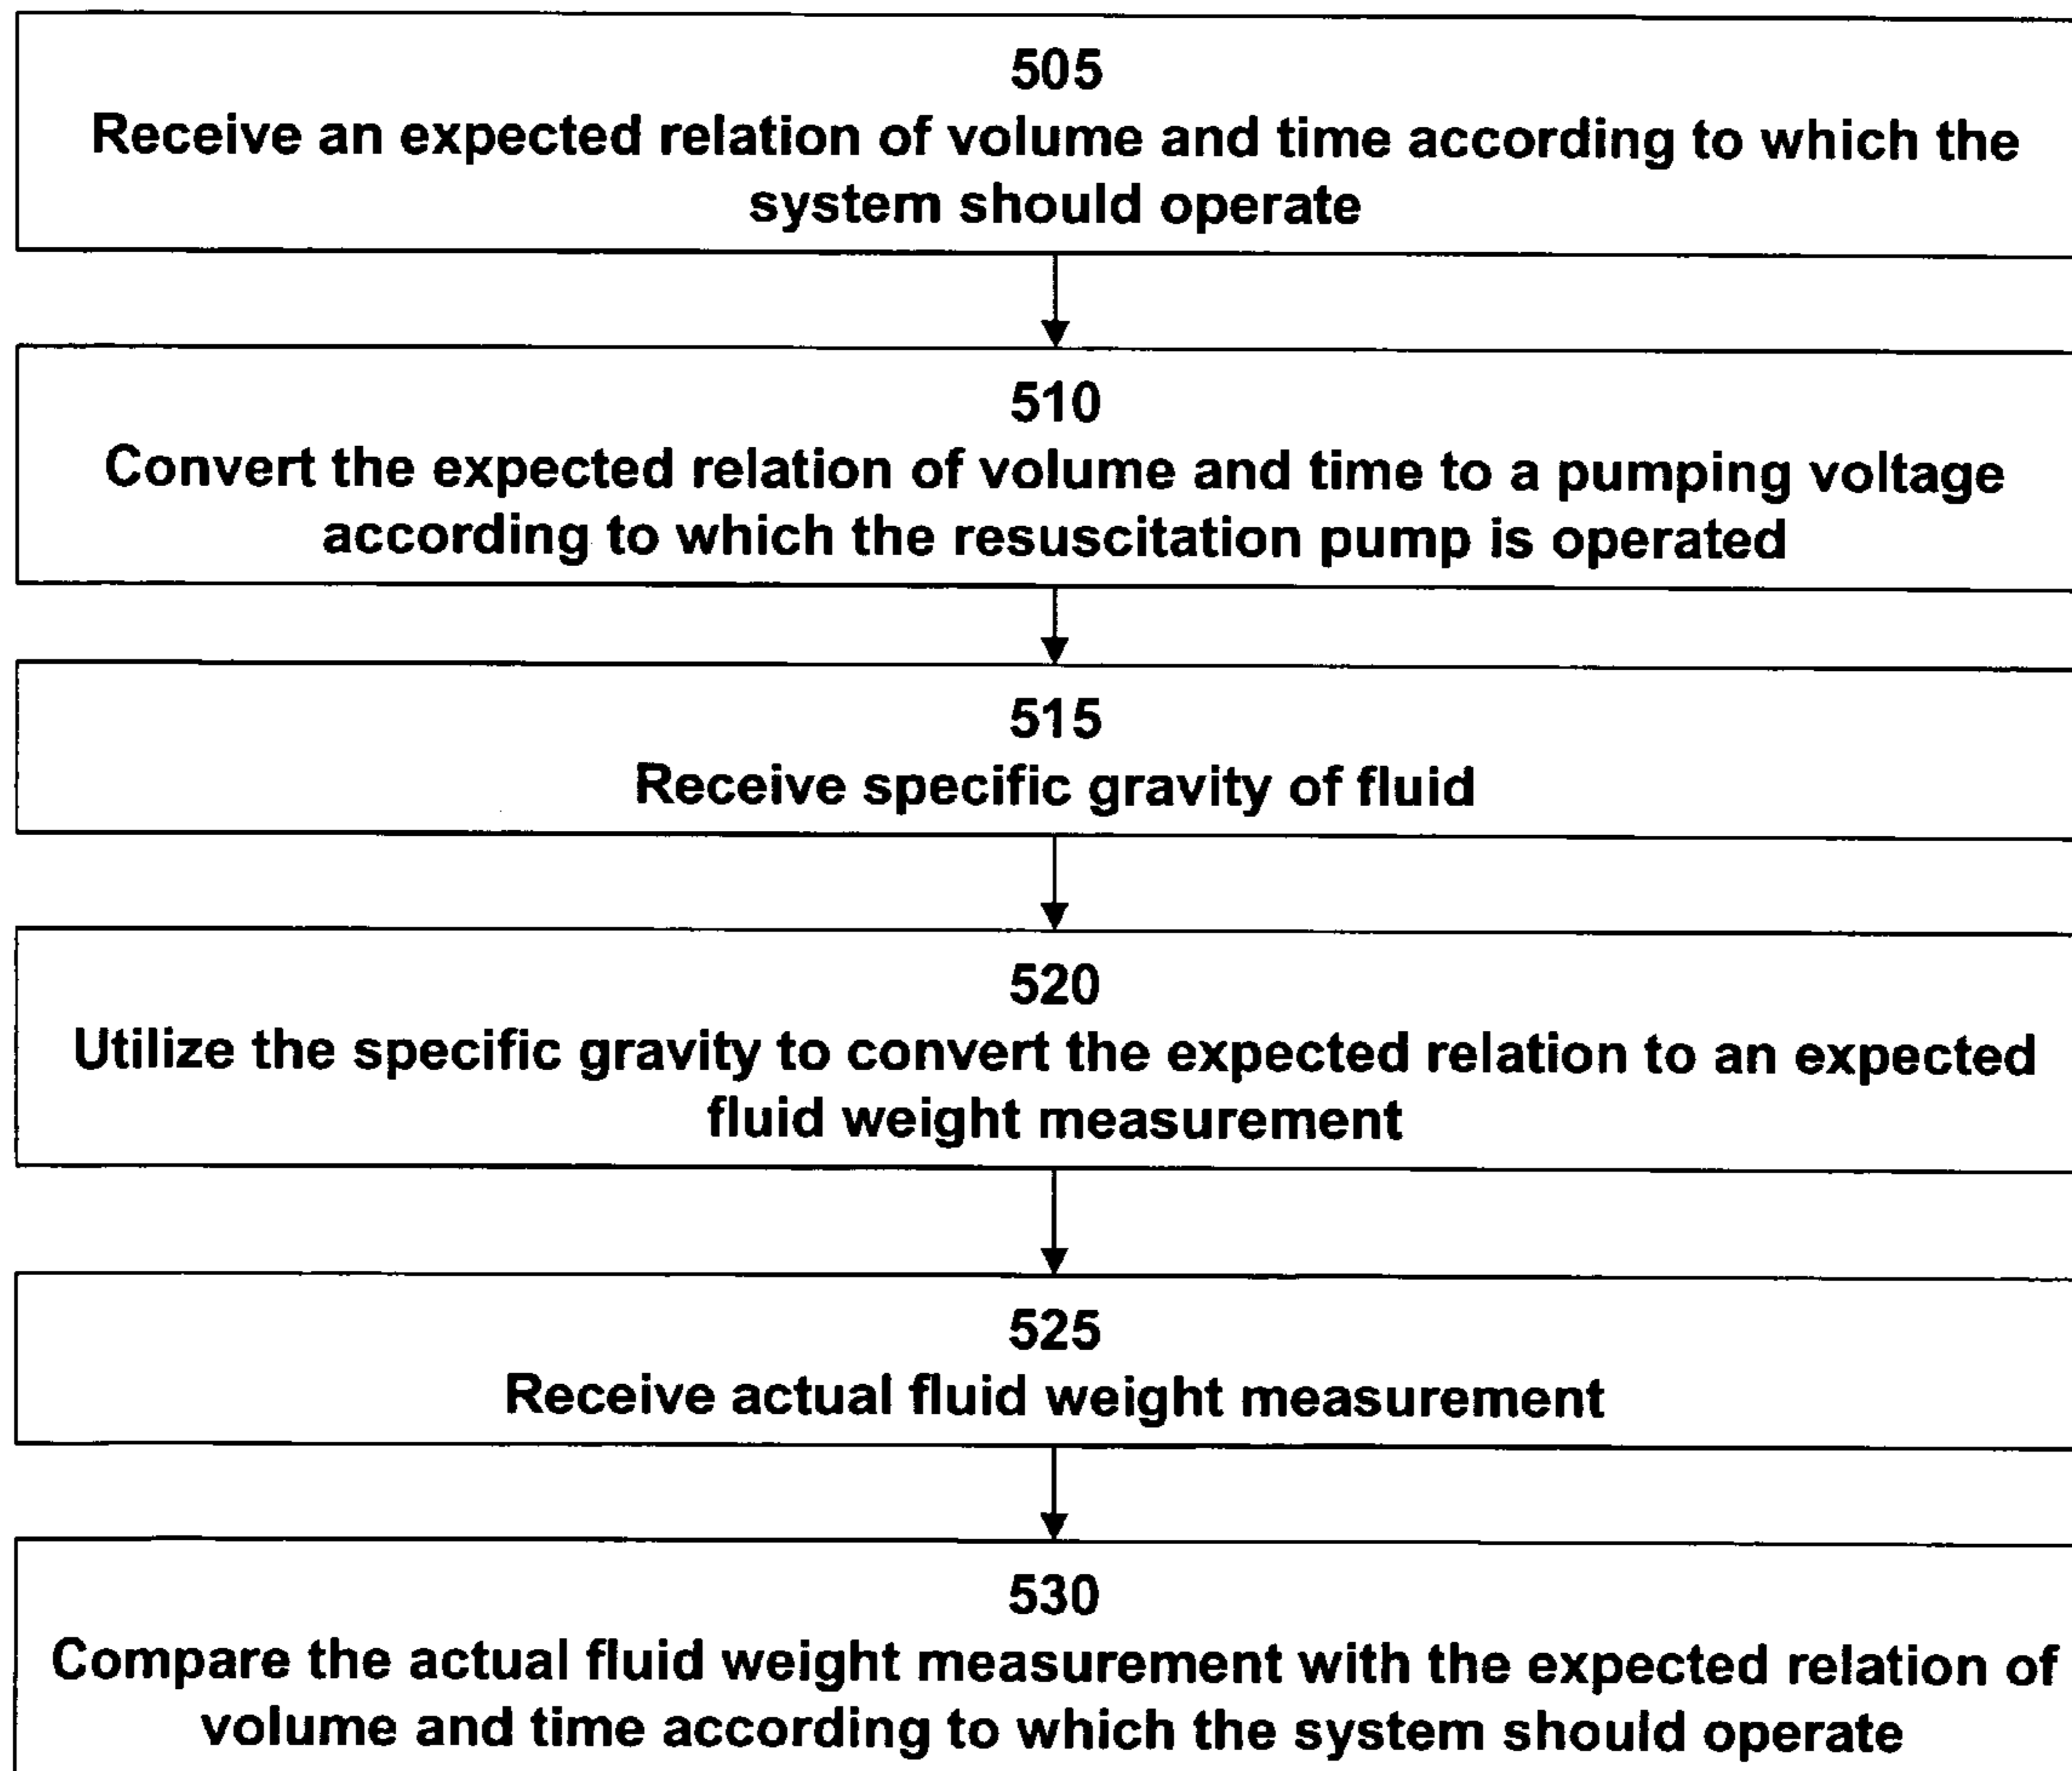 505
Receive an expected relation of volume and time according to which the
system should operate
510
Convert the expected relation of volume and time to a pumping voltage
according to which the resuscitation pump is operated
515
Receive specific gravity of fluid
520
Utilize the specific gravity to convert the expected relation to an expected
fluid weight measurement
525
Receive actual fluid weight measurement
530
Compare the actual fluid weight measurement with the expected relation of
volume and time according to which the system should operate